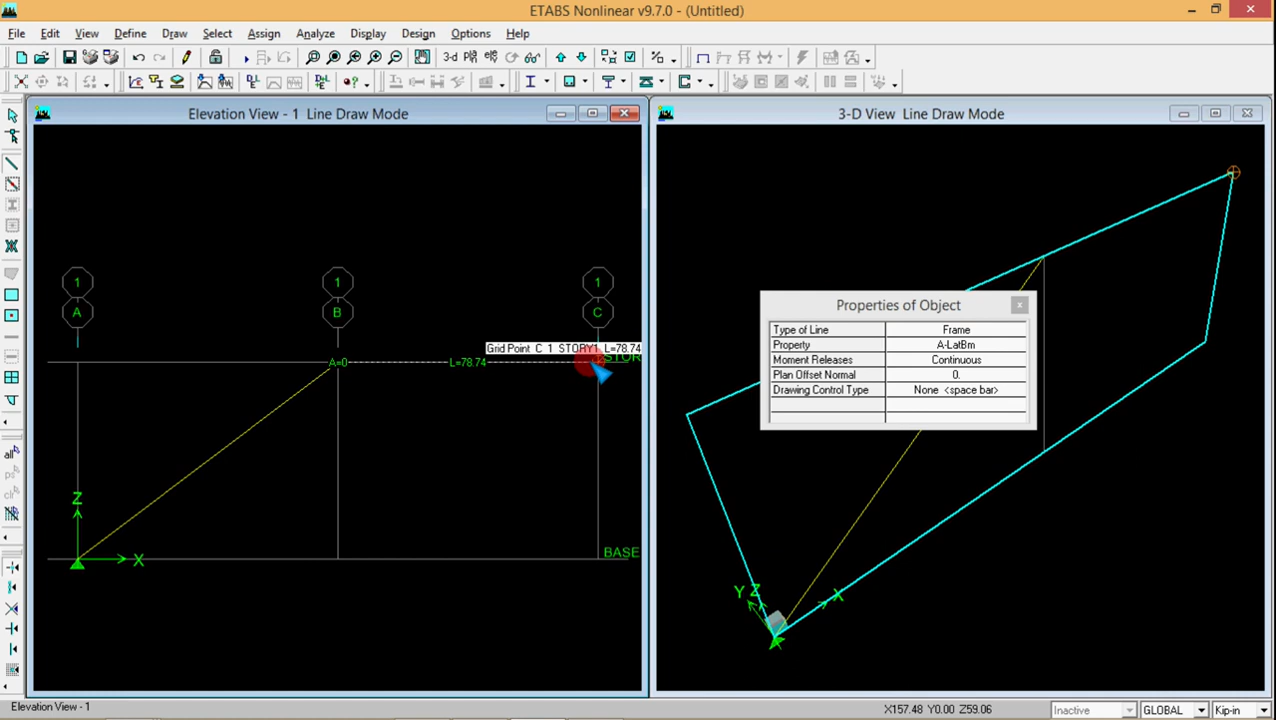 ETABS Nonlinear v9.7.0 - (Untitled)
File Edit View Define Draw Select Assign Analyze Display Design Options Help
3-d
Elevation View - 1 Line Draw Mode
3-D View Line Draw Mode
all
ps
clr
1 1 1
A B C
Grid Point C 1 STORY1 L=78.74
A=0 L=78.74
Z
X
BASE
Properties of Object
Type of Line Frame
Property A-LatBm
Moment Releases Continuous
Plan Offset Normal 0.
Drawing Control Type None <space bar>
Y Z X
Elevation View - 1
X157.48 Y0.00 Z59.06
Inactive
GLOBAL
Kip-in